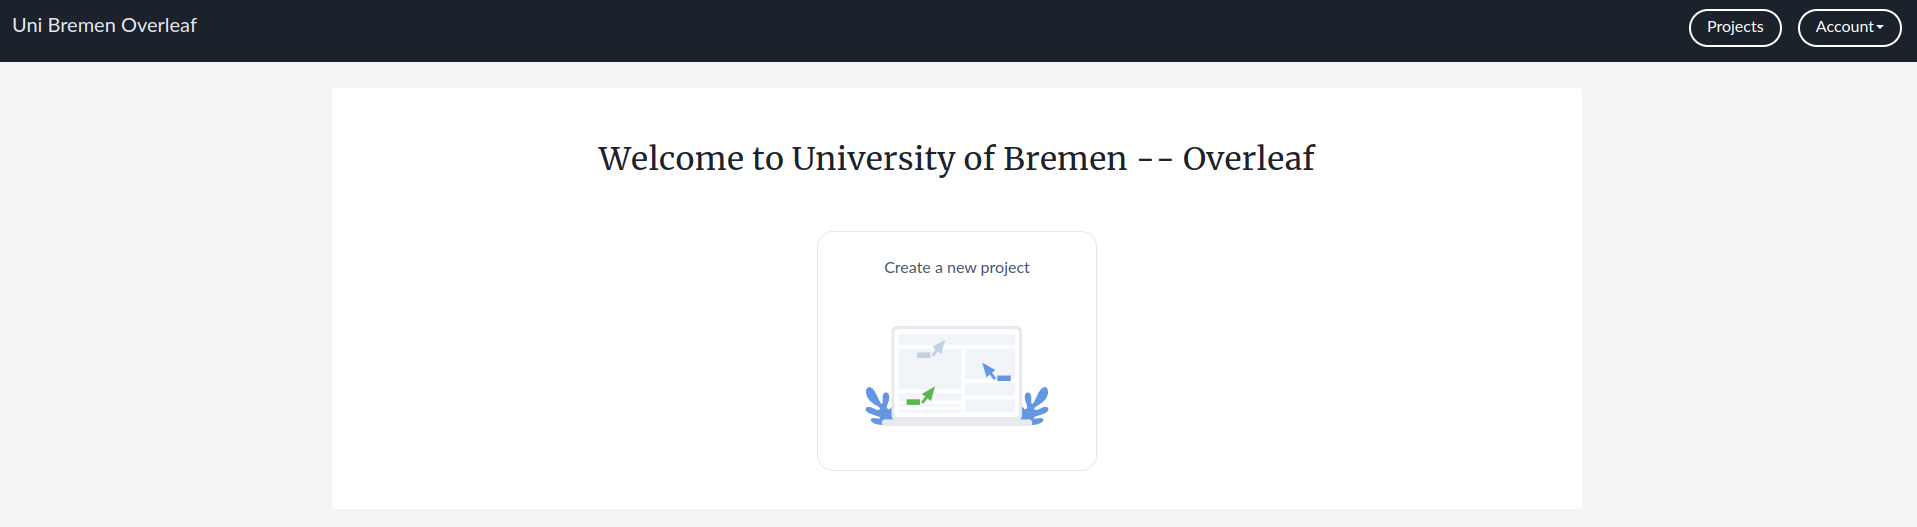 Uni Bremen Overleaf
Projects
Account
Welcome to University of Bremen -- Overleaf
Create a new project